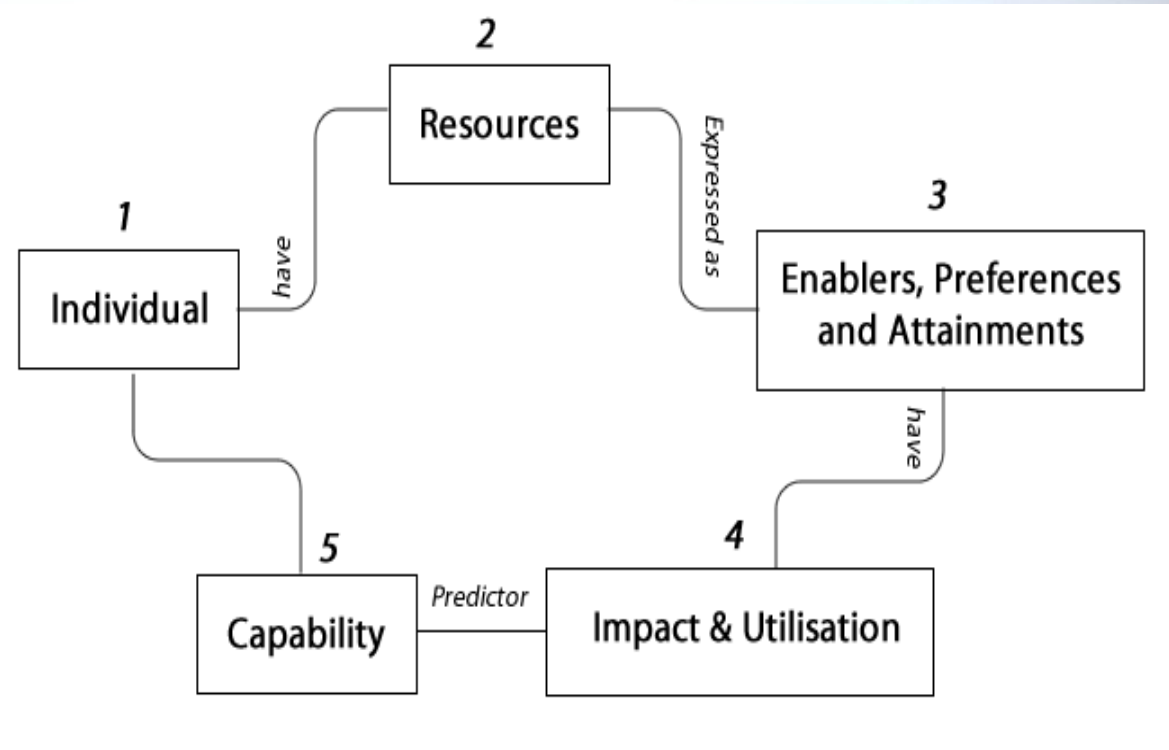 1
Individual
have
2
Resources
Expressed as
3
Enablers, Preferences
and Attainments
have
4
Impact & Utilisation
Predictor
5
Capability